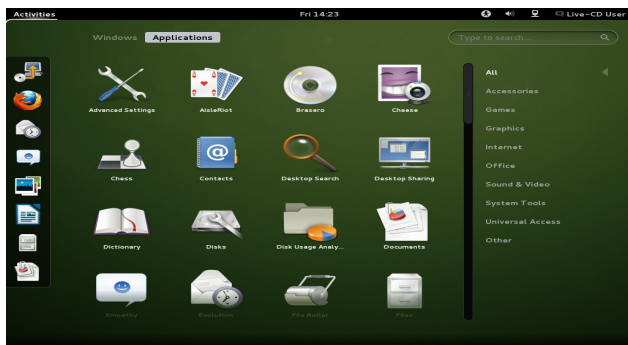 Activities Fri 14:23 Live-CD User
Windows Applications Type to search...
Advanced Settings AisleRiot Brasero Cheese
Chess Contacts Desktop Search Desktop Sharing
Dictionary Disks Disk Usage Analy... Documents
Empathy Evolution File Roller Files
All
Accessories
Games
Graphics
Internet
Office
Sound & Video
System Tools
Universal Access
Other